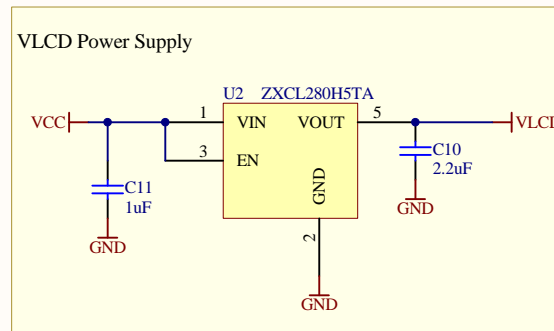 VLCD Power Supply
U2 ZXCL280H5TA
VCC
1
VIN
VOUT
5
VLCD
3
EN
GND
2
C11
1uF
GND
C10
2.2uF
GND
GND